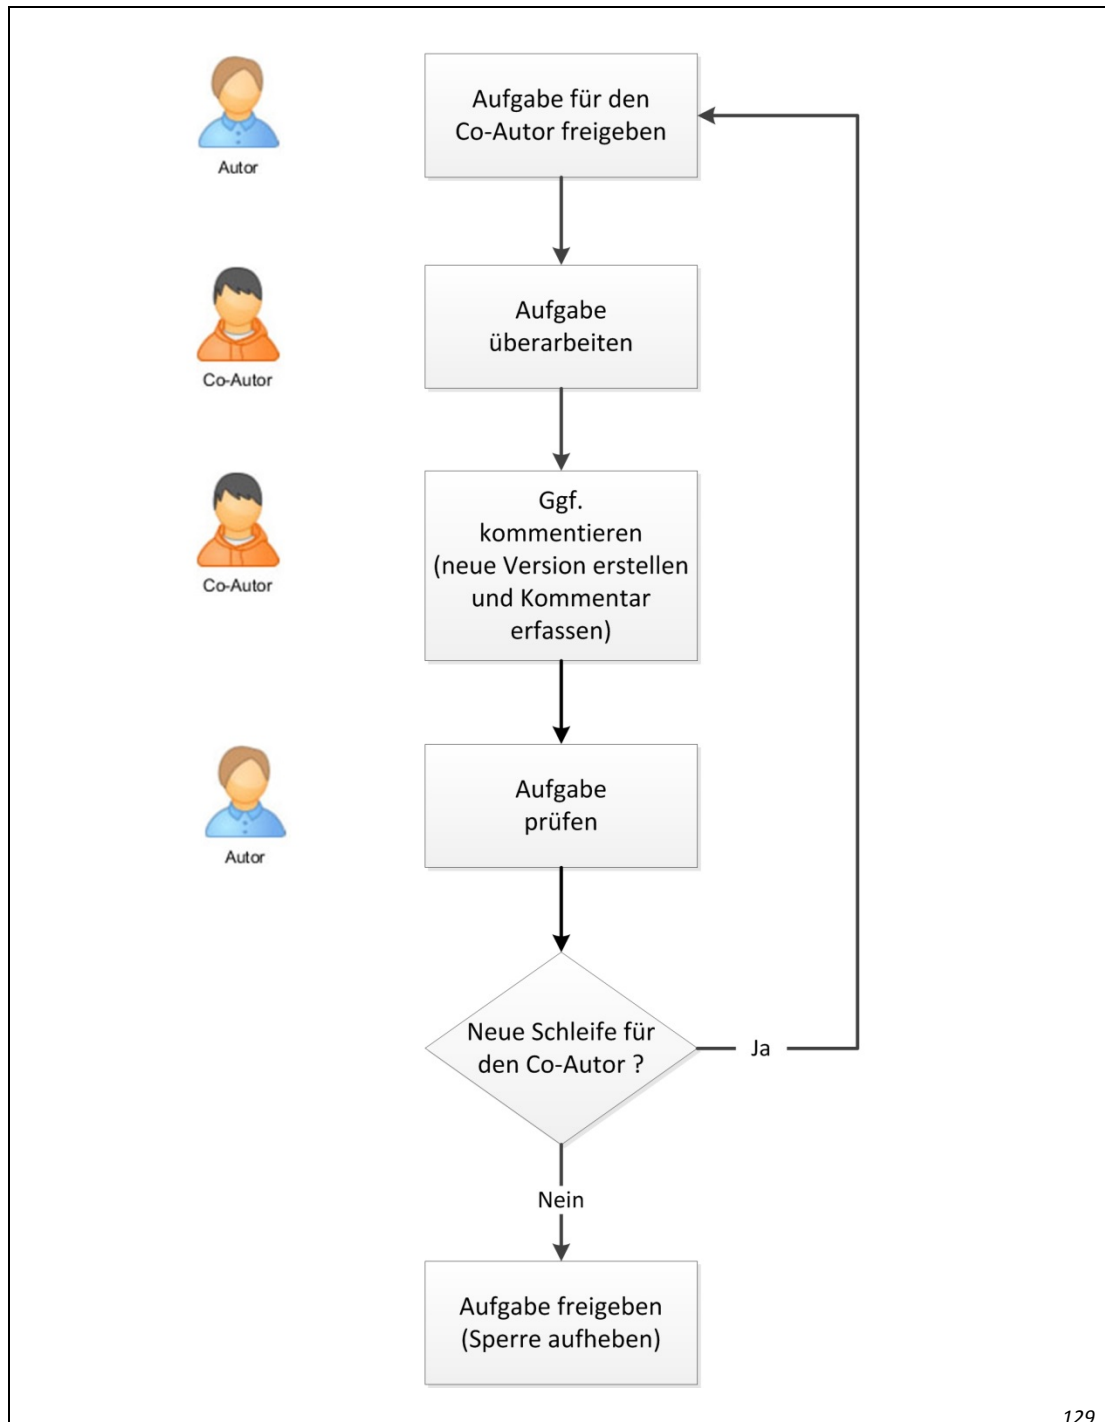 Aufgabe für den
Co-Autor freigeben
Autor
Aufgabe
überarbeiten
Co-Autor
Ggf.
kommentieren
(neue Version erstellen
und Kommentar
erfassen)
Co-Autor
Aufgabe
prüfen
Autor
Neue Schleife für
den Co-Autor ?
Ja
Nein
Aufgabe freigeben
(Sperre aufheben)
129